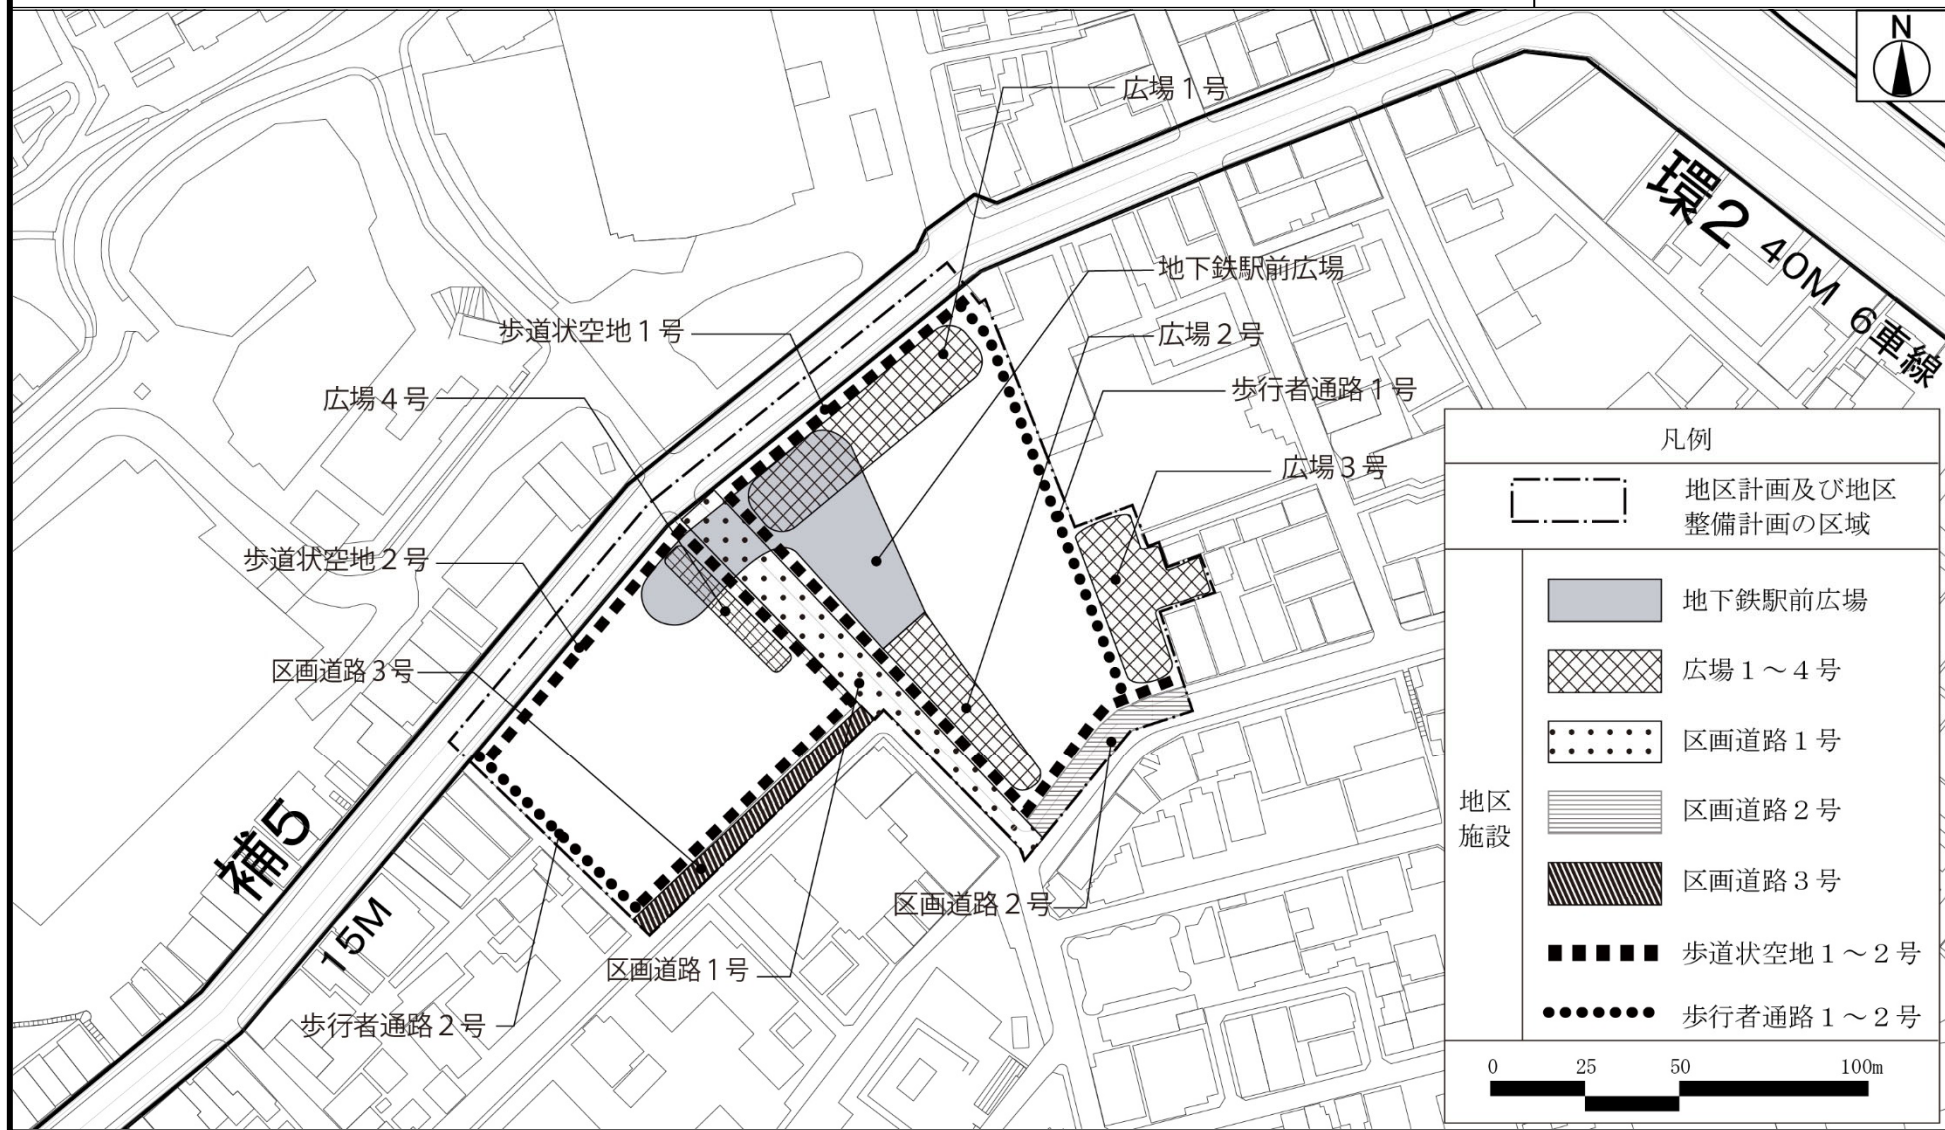 N
広場１号
環2 40M 6車線
地下鉄駅前広場
歩道状空地１号
広場２号
広場４号
歩行者通路１号
広場３号
歩道状空地２号
区画道路３号
補5
15M
区画道路２号
区画道路１号
歩行者通路２号
凡例
地区計画及び地区
整備計画の区域
地区
施設
地下鉄駅前広場
広場１～４号
区画道路１号
区画道路２号
区画道路３号
歩道状空地１～２号
歩行者通路１～２号
0 25 50 100m